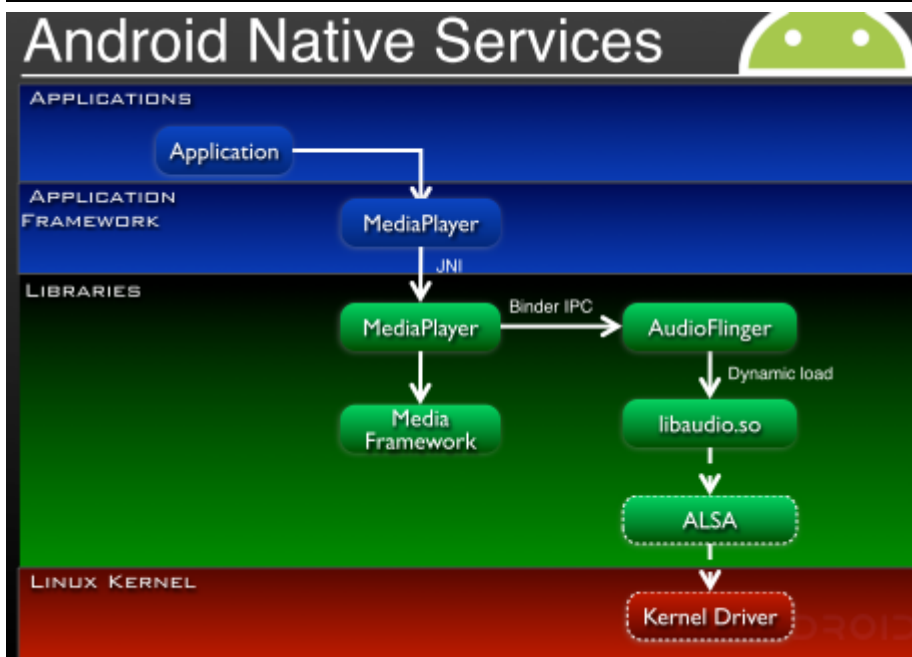 Android Native Services
APPLICATIONS
Application
APPLICATION
FRAMEWORK
MediaPlayer
JNI
LIBRARIES
MediaPlayer
Binder IPC
AudioFlinger
Dynamic load
Media
Framework
libaudio.so
ALSA
LINUX KERNEL
Kernel Driver